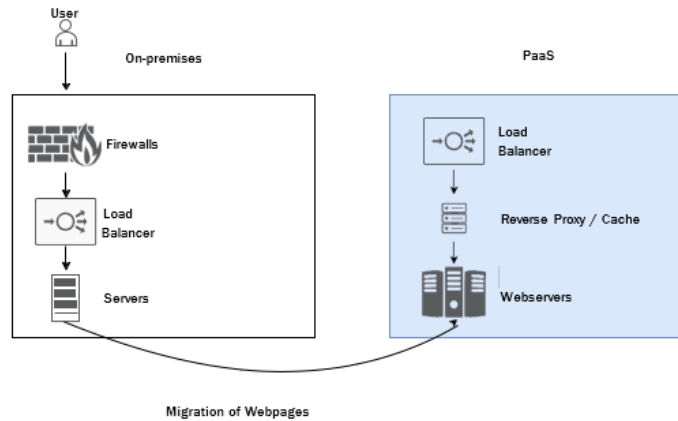 User
On-premises
PaaS
Firewalls
Load
Balancer
Servers
Load
Balancer
Reverse Proxy / Cache
Webservers
Migration of Webpages